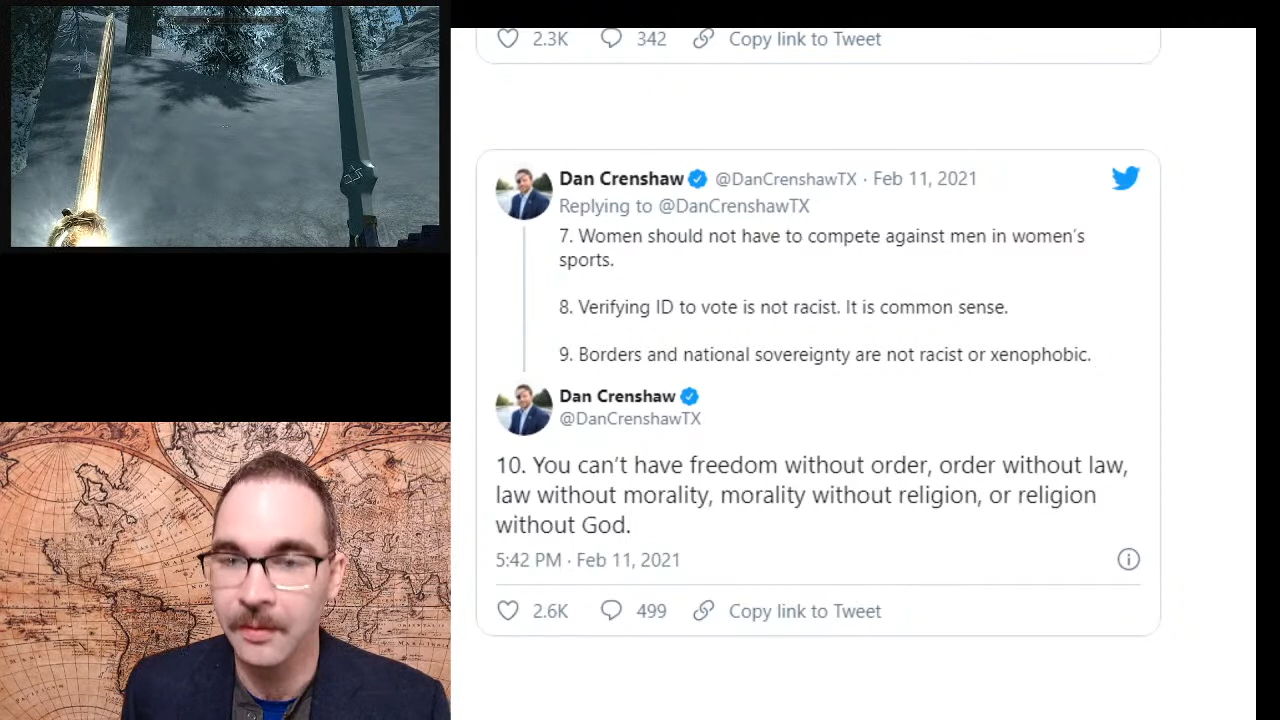 2.3K 342 Copy link to Tweet
Dan Crenshaw @DanCrenshawTX · Feb 11, 2021
Replying to @DanCrenshawTX
7. Women should not have to compete against men in women's
sports.
8. Verifying ID to vote is not racist. It is common sense.
9. Borders and national sovereignty are not racist or xenophobic.
Dan Crenshaw
@DanCrenshawTX
10. You can't have freedom without order, order without law,
law without morality, morality without religion, or religion
without God.
5:42 PM · Feb 11, 2021
2.6K 499 Copy link to Tweet